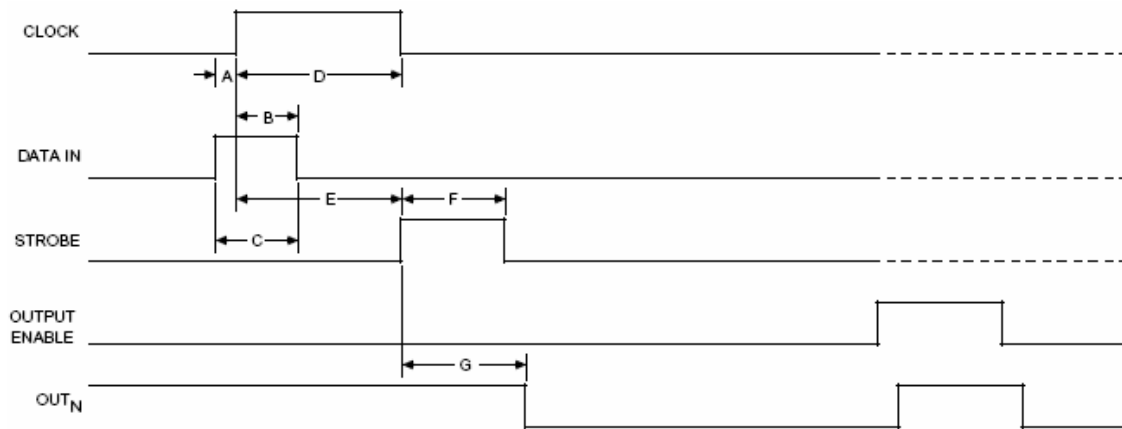 CLOCK
A D
B
DATA IN
E F
C
STROBE
OUTPUT
ENABLE
G
OUTN